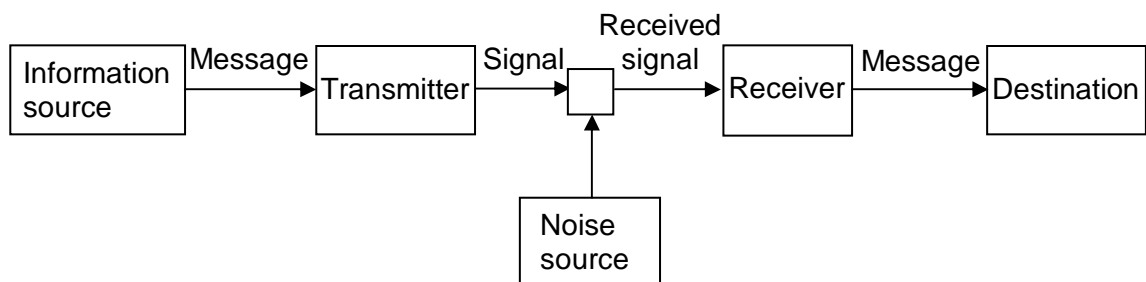 Information
source
Message
Transmitter
Signal
Received
signal
Receiver
Message
Destination
Noise
source